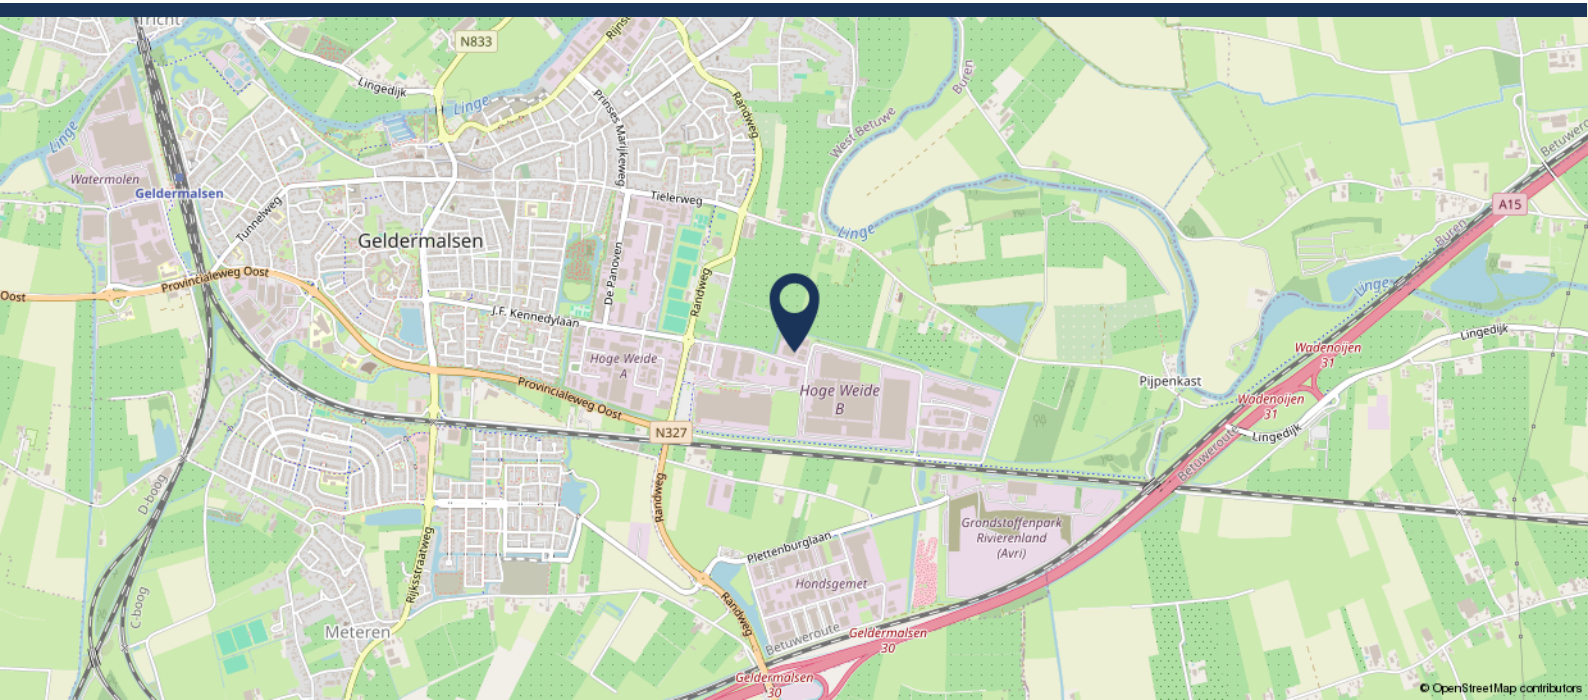 Tricht
N833
Rijns
Lingedijk
Linge
Buren
Prinses Marijkeweg
Randweg
West Betuwe
Linge
Betuwero
Watermolen
Geldermalsen
Tielerweg
A15
Tunnelweg
Geldermalsen
Linge
Buren
De Panoven
Provincialeweg Oost
Oost
Randweg
Linge
J.F. Kennedylaan
Lingedijk
Hoge Weide
A
Wadenoijen
31
Provincialeweg Oost
Hoge Weide
B
Pijpenkast
Wadenoijen
31
N327
Lingedijk
Betuweroute
D-boog
Randweg
Grondstoffenpark
Rivierenland
(Avri)
Plettenburglaan
Rijksstraatweg
Hondsgemet
C-boog
Randweg
Meteren
Betuweroute
Geldermalsen
30
Geldermalsen
30
© OpenStreetMap contributors